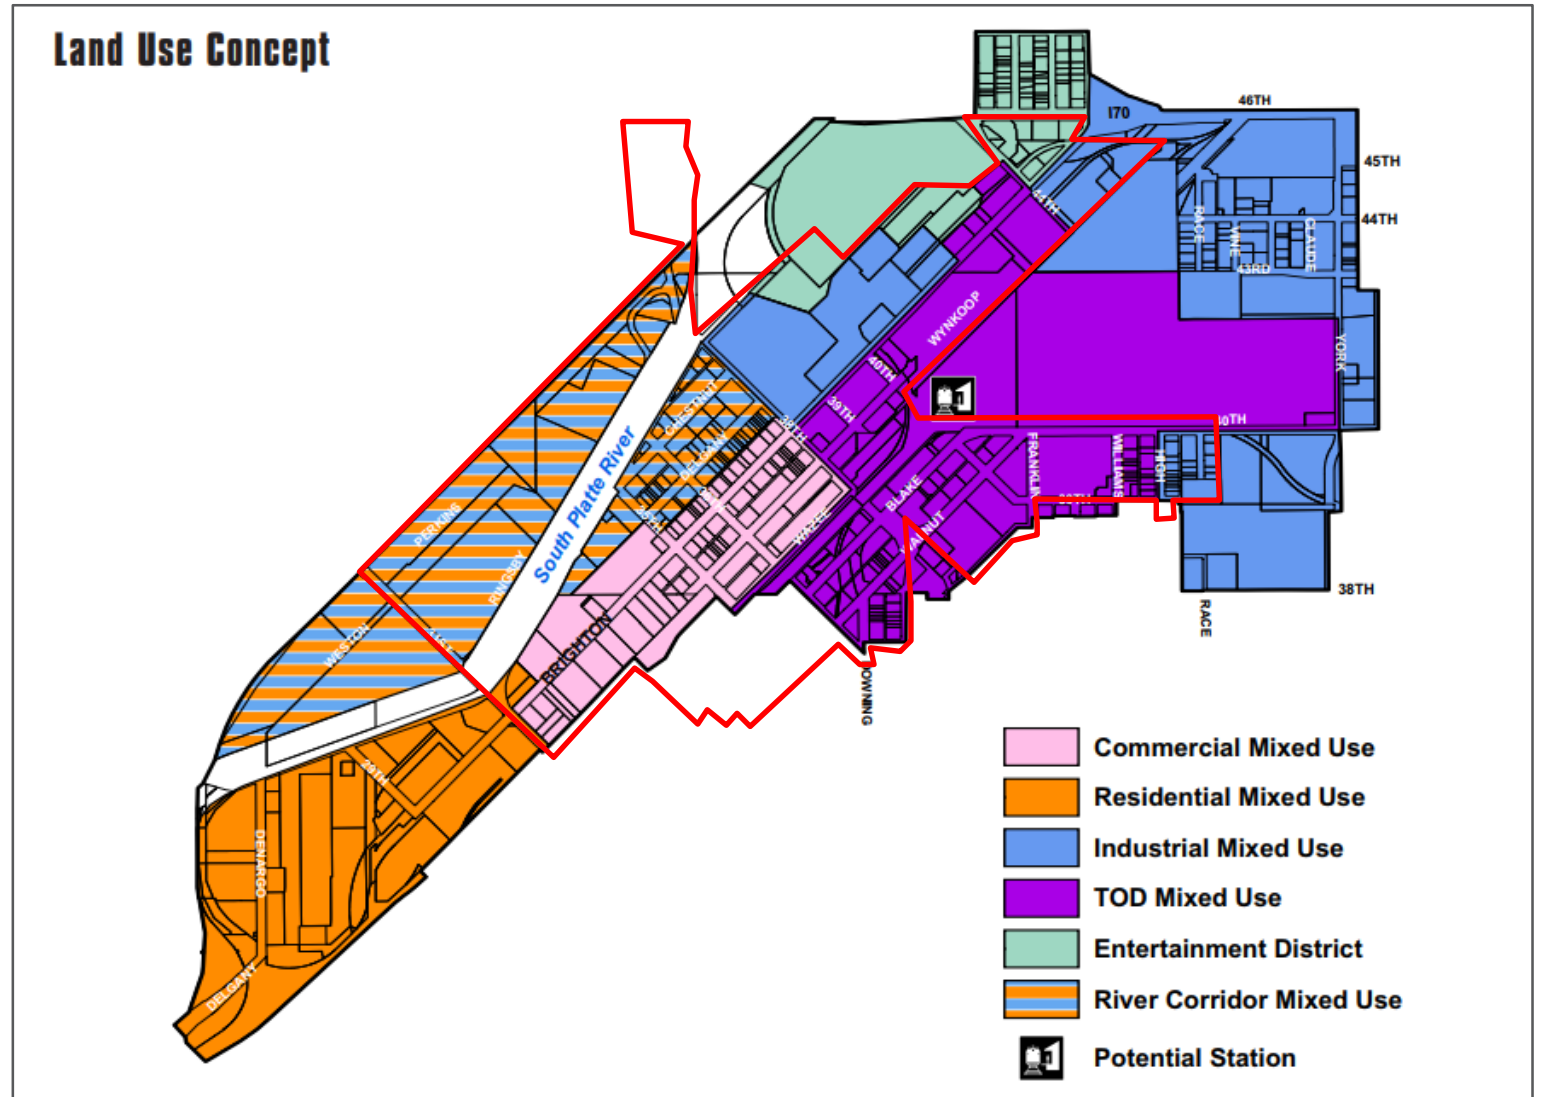 Land Use Concept
46TH
I70
45TH
44TH
44TH
RACE
VINE
CLAUDE
43RD
WYNKOOP
YORK
40TH
39TH
CHESTNUT
38TH
DELGANY
40TH
FRANKLIN
WILLIAMS
HIGH
BLAKE
WALNUT
WAZEE
South Platte River
PERKING
RINGSBY
BRIGHTON
WESTON
38TH
RACE
DOWNING
29TH
DENARGO
DELGANY
Commercial Mixed Use
Residential Mixed Use
Industrial Mixed Use
TOD Mixed Use
Entertainment District
River Corridor Mixed Use
Potential Station